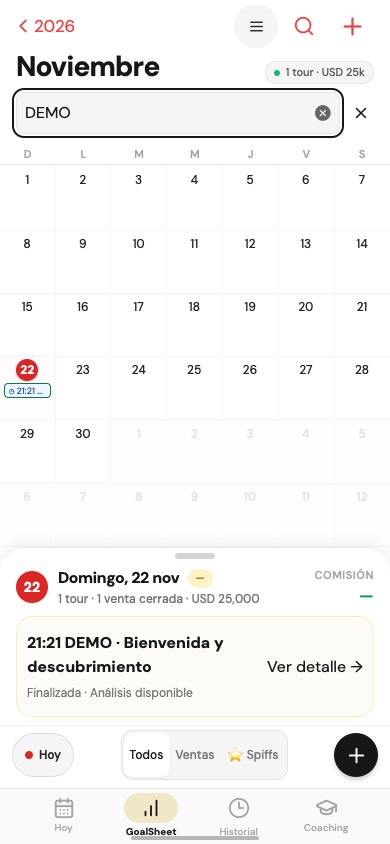 2026
Noviembre
1 tour · USD 25k
DEMO
D L M M J V S
1 2 3 4 5 6 7
8 9 10 11 12 13 14
15 16 17 18 19 20 21
22 23 24 25 26 27 28
21:21 ...
29 30 1 2 3 4 5
6 7 8 9 10 11 12
22
Domingo, 22 nov –
COMISIÓN
1 tour · 1 venta cerrada · USD 25,000
—
21:21 DEMO · Bienvenida y
descubrimiento
Ver detalle →
Finalizada · Análisis disponible
Hoy
Todos Ventas ⭐ Spiffs
Hoy GoalSheet Historial Coaching